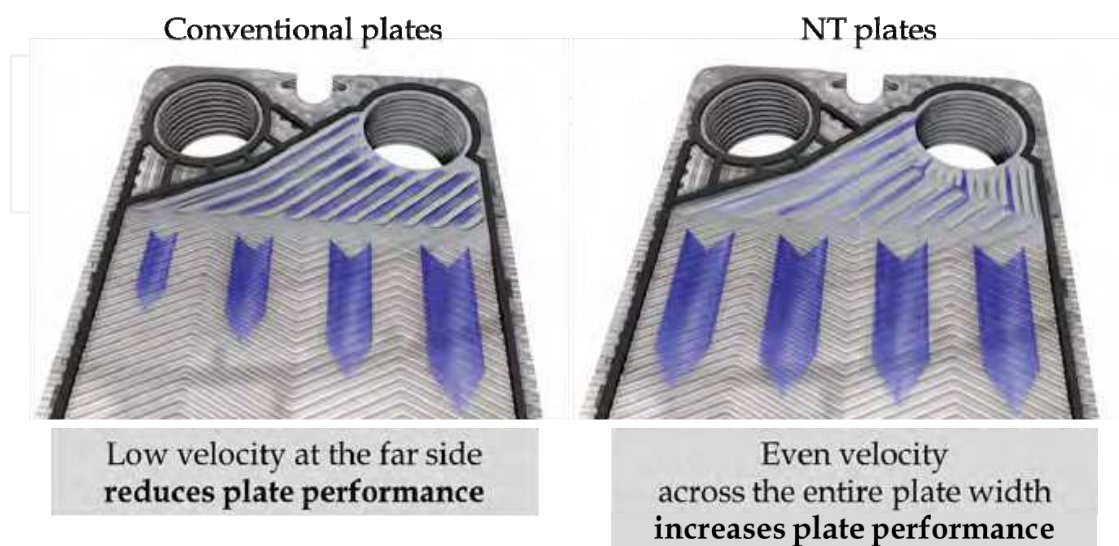 Conventional plates
NT plates
Low velocity at the far side
reduces plate performance
Even velocity
across the entire plate width
increases plate performance